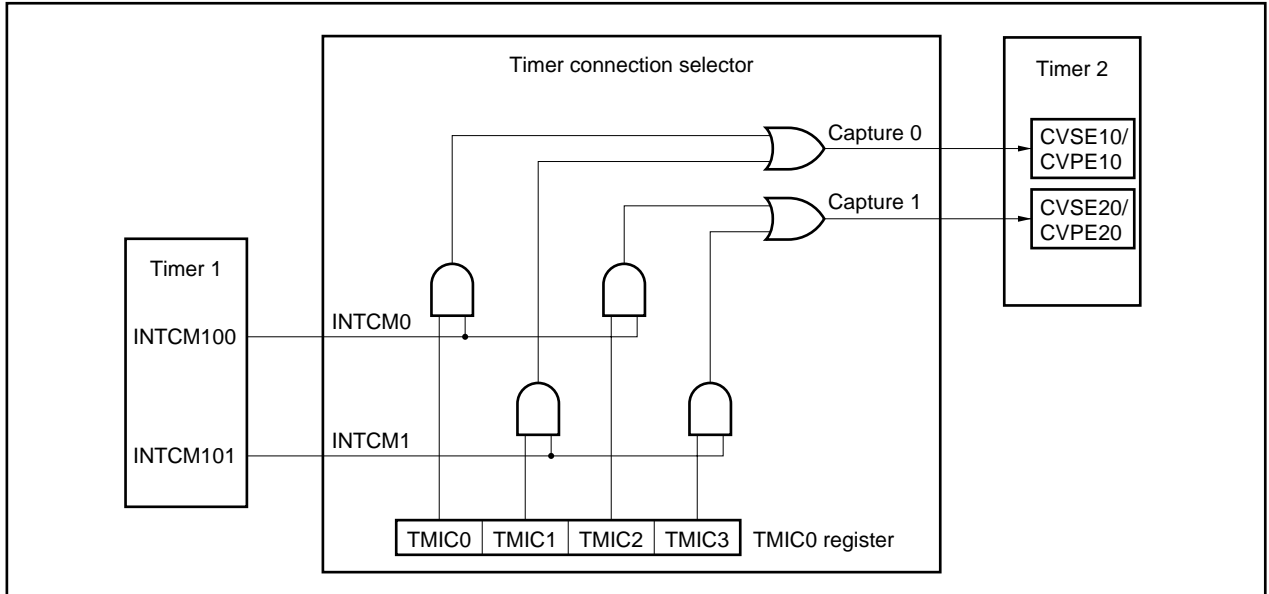 Timer connection selector
Timer 2
Capture 0
CVSE10/
CVPE10
Capture 1
CVSE20/
CVPE20
Timer 1
INTCM100
INTCM0
INTCM101
INTCM1
TMIC0 TMIC1 TMIC2 TMIC3 TMIC0 register